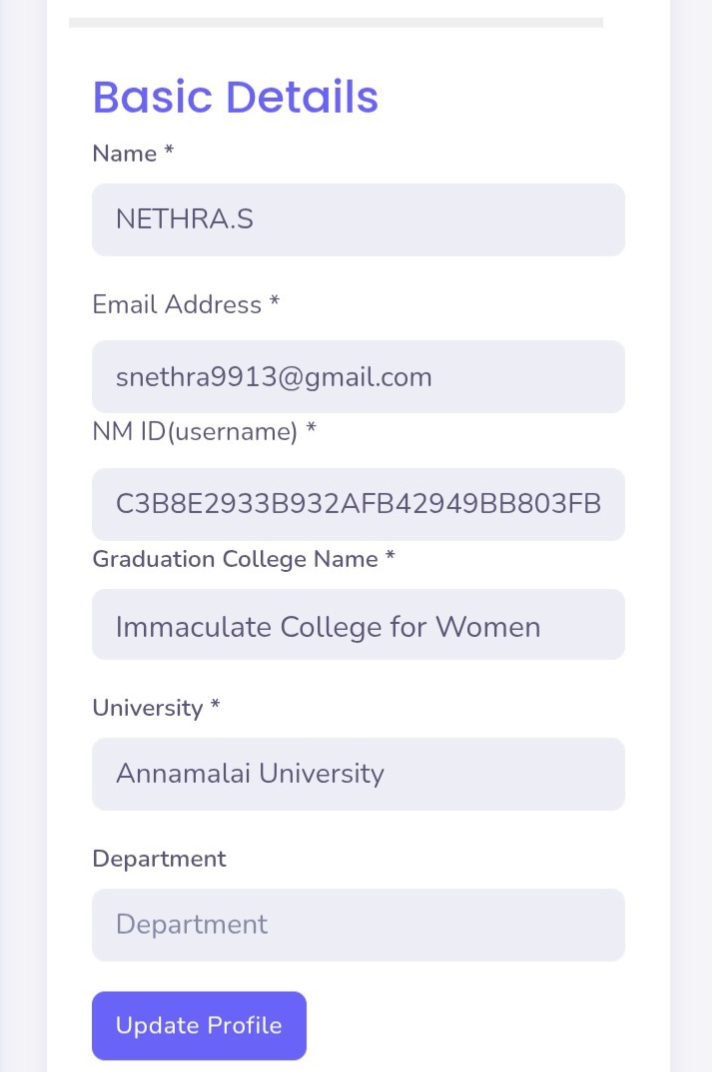 Basic Details
Name *
NETHRA.S
Email Address *
snethra9913@gmail.com
NM ID(username) *
C3B8E2933B932AFB42949BB803FB
Graduation College Name *
Immaculate College for Women
University *
Annamalai University
Department
Department
Update Profile